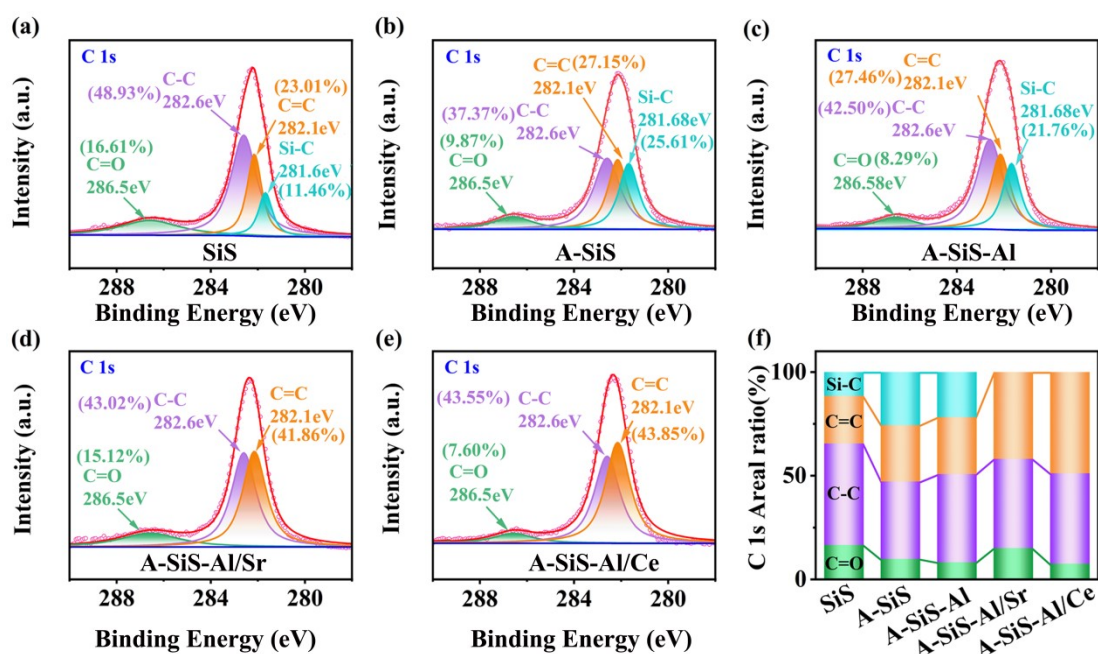 (a)
C 1s
C-C
(48.93%)
282.6eV
(23.01%)
C=C
282.1eV
Si-C
281.6eV
(11.46%)
(16.61%)
C=O
286.5eV
SiS
Intensity (a.u.)
288 284 280
Binding Energy (eV)
(b)
C 1s
C=C (27.15%)
282.1eV
(37.37%) C-C
282.6eV
Si-C
281.68eV
(25.61%)
(9.87%)
C=O
286.5eV
A-SiS
Intensity (a.u.)
288 284 280
Binding Energy (eV)
(c)
C 1s
C=C
(27.46%) 282.1eV
(42.50%) C-C
282.6eV
Si-C
281.68eV
(21.76%)
C=O (8.29%)
286.58eV
A-SiS-Al
Intensity (a.u.)
288 284 280
Binding Energy (eV)
(d)
C 1s
(43.02%) C-C
282.6eV
C=C
282.1eV
(41.86%)
(15.12%)
C=O
286.5eV
A-SiS-Al/Sr
Intensity (a.u.)
288 284 280
Binding Energy (eV)
(e)
C 1s
(43.55%) C-C
282.6eV
C=C
282.1eV
(43.85%)
(7.60%)
C=O
286.5eV
A-SiS-Al/Ce
Intensity (a.u.)
288 284 280
Binding Energy (eV)
(f)
C 1s Areal ratio(%)
100
50
0
Si-C
C=C
C-C
C=O
SiS
A-SiS
A-SiS-Al
A-SiS-Al/Sr
A-SiS-Al/Ce